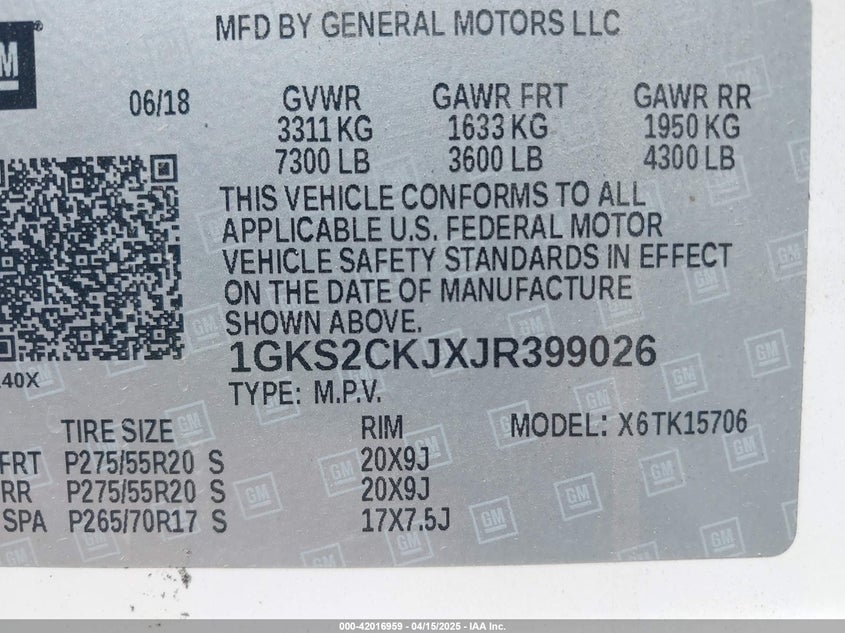 MFD BY GENERAL MOTORS LLC
GM
06/18 GVWR GAWR FRT GAWR RR
3311 KG 1633 KG 1950 KG
7300 LB 3600 LB 4300 LB
THIS VEHICLE CONFORMS TO ALL
APPLICABLE U.S. FEDERAL MOTOR
VEHICLE SAFETY STANDARDS IN EFFECT
ON THE DATE OF MANUFACTURE
SHOWN ABOVE.
1GKS2CKJXJR399026
40X
TYPE: M.P.V.
TIRE SIZE RIM MODEL: X6TK15706
FRT P275/55R20 S 20X9J
RR P275/55R20 S 20X9J
SPA P265/70R17 S 17X7.5J
000-42016959 - 04/15/2025 - IAA Inc.